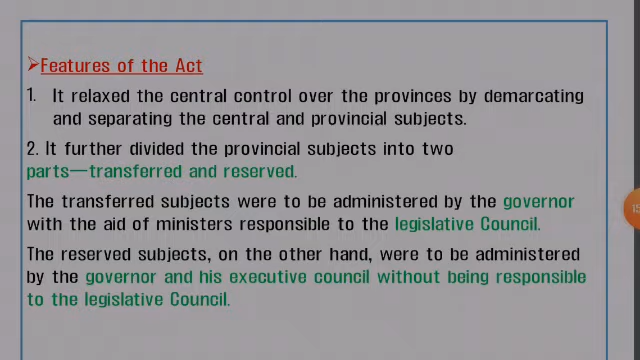 ➢Features of the Act
1. It relaxed the central control over the provinces by demarcating
and separating the central and provincial subjects.
2. It further divided the provincial subjects into two
parts—transferred and reserved.
The transferred subjects were to be administered by the governor
with the aid of ministers responsible to the legislative Council.
The reserved subjects, on the other hand, were to be administered
by the governor and his executive council without being responsible
to the legislative Council.